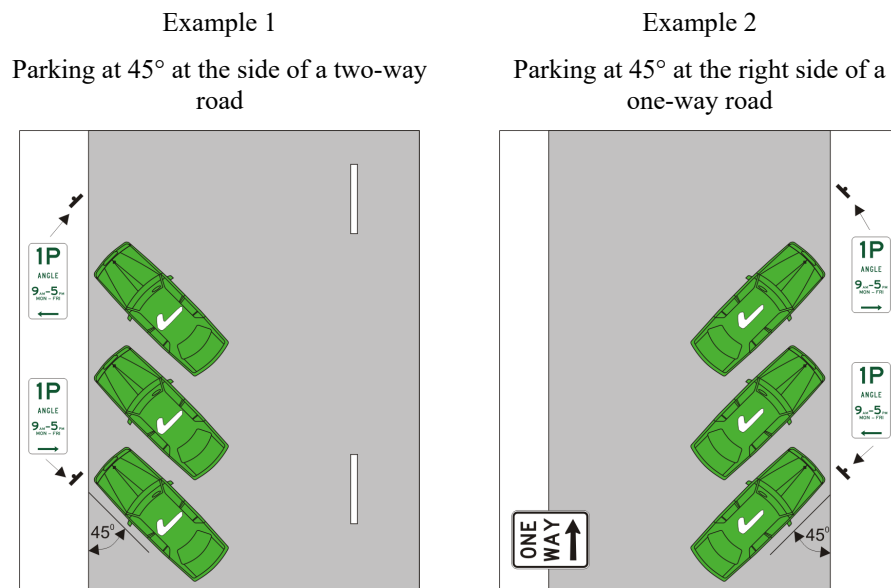 Example 1
Parking at 45° at the side of a two-way
road
1P
ANGLE
9AM-5PM
MON – FRI
1P
ANGLE
9AM-5PM
MON – FRI
45⁰
Example 2
Parking at 45° at the right side of a
one-way road
1P
ANGLE
9AM-5PM
MON – FRI
1P
ANGLE
9AM-5PM
MON – FRI
ONE
WAY
45⁰